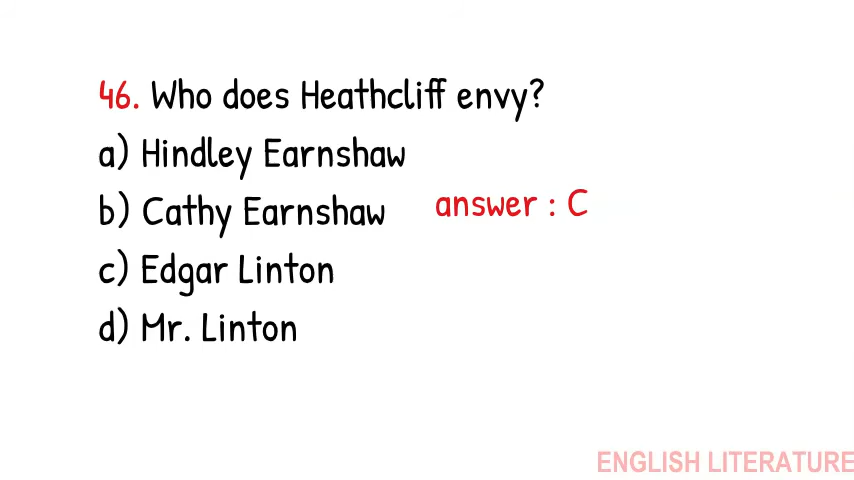 46. Who does Heathcliff envy?
a) Hindley Earnshaw
b) Cathy Earnshaw
answer : C
c) Edgar Linton
d) Mr. Linton
ENGLISH LITERATURE